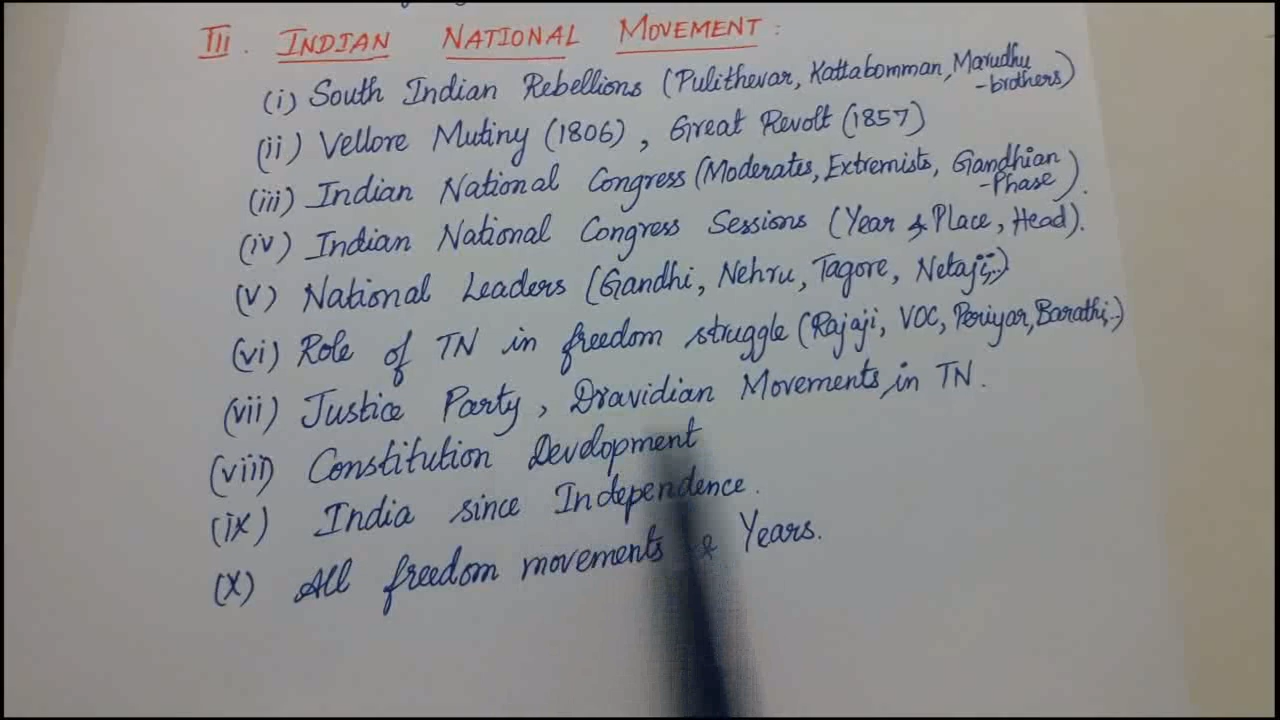 III. INDIAN NATIONAL MOVEMENT:
(i) South Indian Rebellions (Pulithevar, Kattabomman, Marudhu
-brothers)
(ii) Vellore Mutiny (1806), Great Revolt (1857)
(iii) Indian National Congress (Moderates, Extremists, Gandhian
-Phase).
(iv) Indian National Congress Sessions (Year & Place, Head).
(v) National Leaders (Gandhi, Nehru, Tagore, Netaji,..)
(vi) Role of TN in freedom struggle (Rajaji, VOC, Periyar, Barathi,..)
(vii) Justice Party, Dravidian Movements in TN.
(viii) Constitution Development
(ix) India since Independence.
(x) All freedom movements & Years.